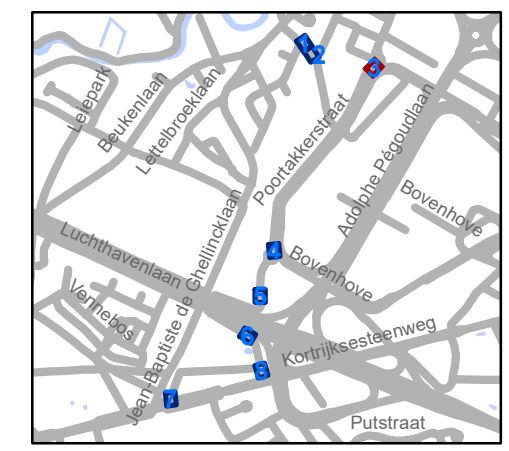 1
2
3
Leiepark
Beukenlaan
Lettelbroeklaan
Poortakkerstraat
Adolphe Pégoudlaan
Bovenhove
Luchthavenlaan
Jean-Baptiste de Ghellincklaan
4
Bovenhove
Vennebos
5
6
Kortrijksesteenweg
8
7
Putstraat